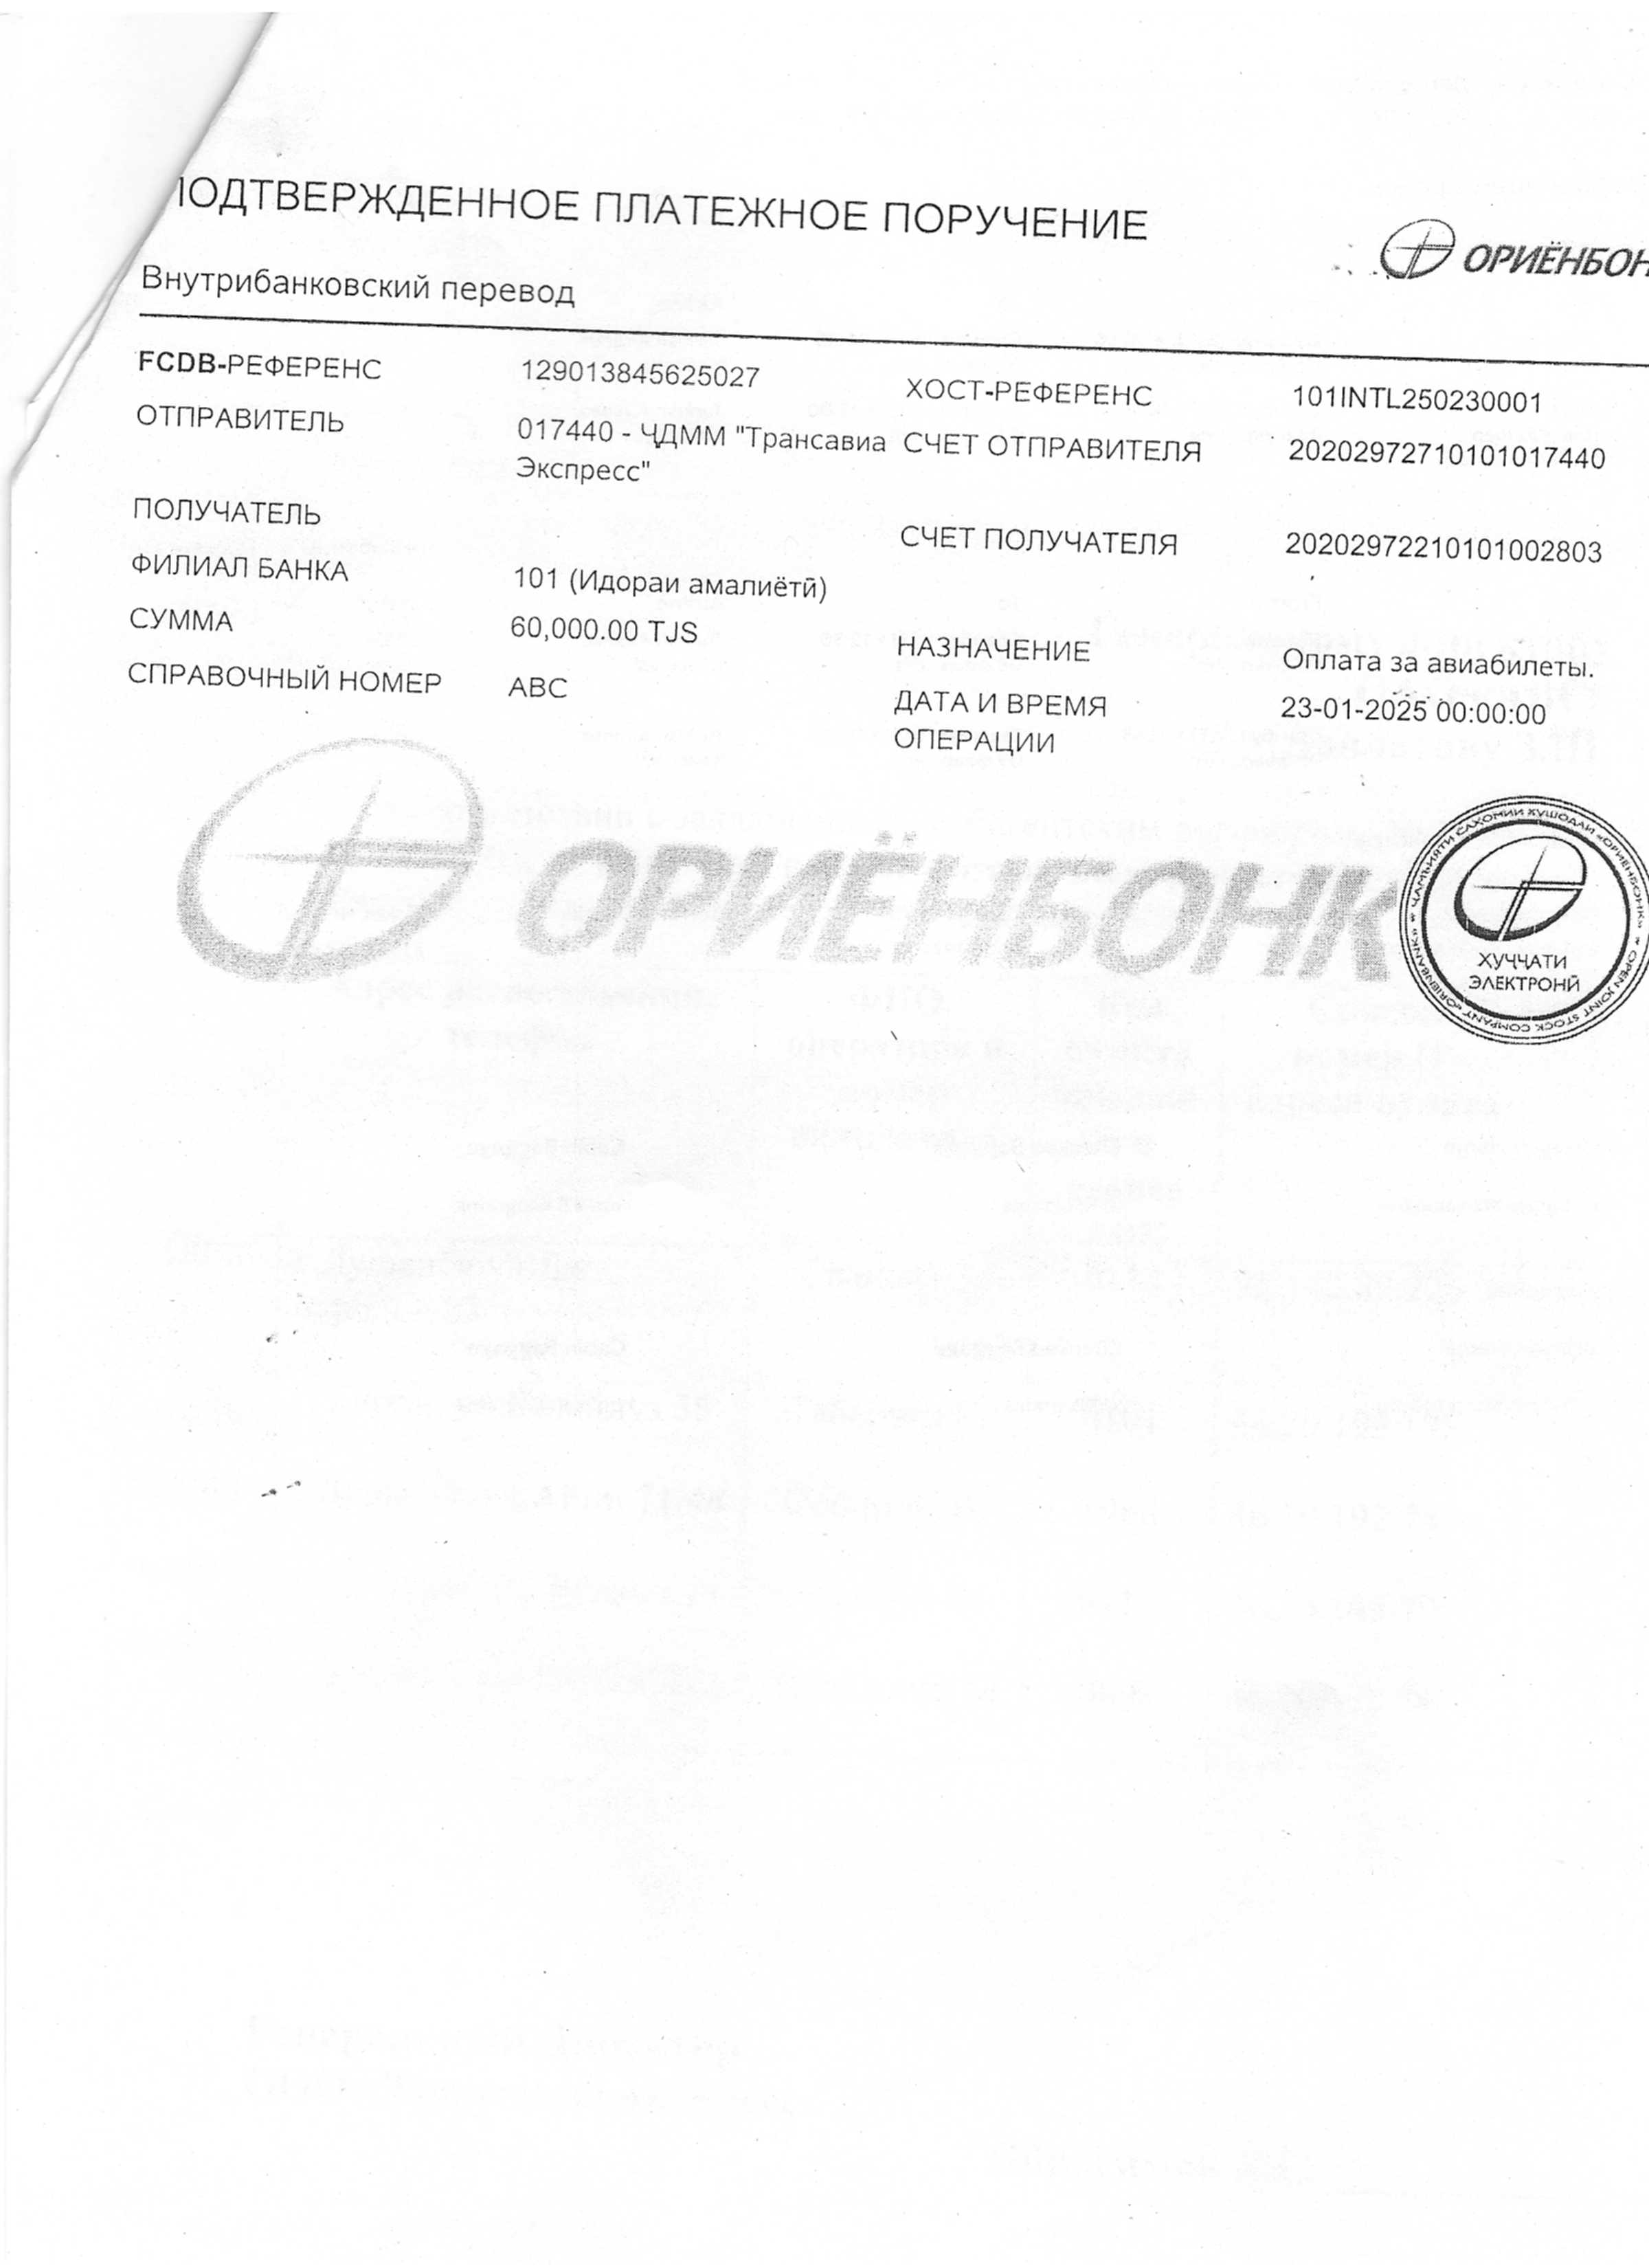 ПОДТВЕРЖДЕННОЕ ПЛАТЕЖНОЕ ПОРУЧЕНИЕ
ОРИЁНБОН
Внутрибанковский перевод
FCDB-РЕФЕРЕНС 129013845625027 ХОСТ-РЕФЕРЕНС 101INTL250230001
ОТПРАВИТЕЛЬ 017440 - ҶДММ "Трансавиа СЧЕТ ОТПРАВИТЕЛЯ 20202972710101017440
Экспресс"
ПОЛУЧАТЕЛЬ СЧЕТ ПОЛУЧАТЕЛЯ 20202972210101002803
ФИЛИАЛ БАНКА 101 (Идораи амалиётӣ)
СУММА 60,000.00 TJS НАЗНАЧЕНИЕ Оплата за авиабилеты.
СПРАВОЧНЫЙ НОМЕР ABC ДАТА И ВРЕМЯ 23-01-2025 00:00:00
ОПЕРАЦИИ
ОРИЁНБОНК
ҶАМЪИЯТИ САҲОМИИ КУШОДАИ «ОРИЁНБОНК»
OPEN JOINT STOCK COMPANY «ORIENBANK»
ҲУҶҶАТИ
ЭЛЕКТРОНӢ